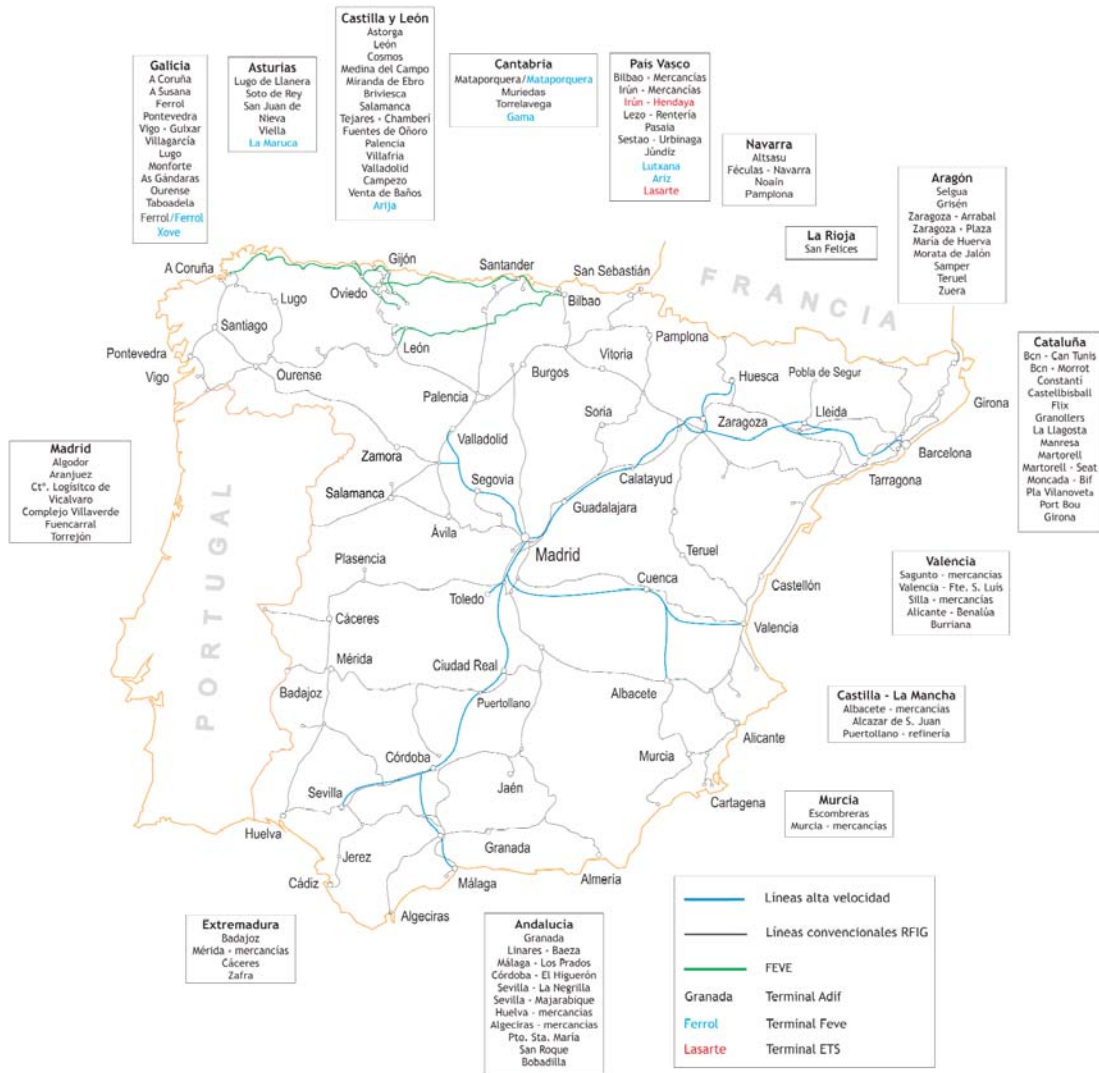 Castilla y León
Astorga
León
Cosmos
Medina del Campo
Miranda de Ebro
Briviesca
Salamanca
Tejares - Chamberí
Fuentes de Oñoro
Palencia
Villafría
Valladolid
Campezo
Venta de Baños
Arija
Galicia
A Coruña
A Susana
Ferrol
Pontevedra
Vigo - Guixar
Villagarcía
Lugo
Monforte
As Gándaras
Ourense
Taboadela
Ferrol/Ferrol
Xove
Asturias
Lugo de Llanera
Soto de Rey
San Juan de
Nieva
Viella
La Maruca
Cantabria
Mataporquera/Mataporquera
Muriedas
Torrelavega
Gama
País Vasco
Bilbao - Mercancías
Irún - Mercancías
Irún - Hendaya
Lezo - Rentería
Pasaia
Sestao - Urbinaga
Júndiz
Lutxana
Ariz
Lasarte
Navarra
Altsasu
Féculas - Navarra
Noaín
Pamplona
La Rioja
San Felices
Aragón
Selgua
Grisén
Zaragoza - Arrabal
Zaragoza - Plaza
María de Huerva
Morata de Jalón
Samper
Teruel
Zuera
Cataluña
Bcn - Can Tunis
Bcn - Morrot
Constantí
Castellbisball
Flix
Granollers
La Llagosta
Manresa
Martorell
Martorell - Seat
Moncada - Bif
Pla Vilanoveta
Port Bou
Girona
Madrid
Algodor
Aranjuez
Ctº. Logísitco de
Vicalvaro
Complejo Villaverde
Fuencarral
Torrejón
Valencia
Sagunto - mercancías
Valencia - Fte. S. Luis
Silla - mercancías
Alicante - Benalúa
Burriana
Castilla - La Mancha
Albacete - mercancías
Alcazar de S. Juan
Puertollano - refinería
Murcia
Escombreras
Murcia - mercancías
Extremadura
Badajoz
Mérida - mercancías
Cáceres
Zafra
Andalucía
Granada
Linares - Baeza
Málaga - Los Prados
Córdoba - El Higuerón
Sevilla - La Negrilla
Sevilla - Majarabique
Huelva - mercancías
Algeciras - mercancías
Pto. Sta. María
San Roque
Bobadilla
FRANCIA
PORTUGAL
A Coruña
Gijón
Oviedo
Santander
San Sebastián
Bilbao
Lugo
Santiago
Pontevedra
Vigo
Ourense
León
Palencia
Burgos
Vitoria
Pamplona
Huesca
Pobla de Segur
Girona
Soria
Zaragoza
Lleida
Barcelona
Tarragona
Valladolid
Zamora
Segovia
Salamanca
Ávila
Calatayud
Guadalajara
Madrid
Teruel
Plasencia
Toledo
Cuenca
Castellón
Valencia
Cáceres
Mérida
Badajoz
Ciudad Real
Puertollano
Albacete
Alicante
Murcia
Cartagena
Córdoba
Jaén
Sevilla
Huelva
Jerez
Cádiz
Granada
Málaga
Almería
Algeciras
Líneas alta velocidad
Líneas convencionales RFIG
FEVE
Granada Terminal Adif
Ferrol Terminal Feve
Lasarte Terminal ETS